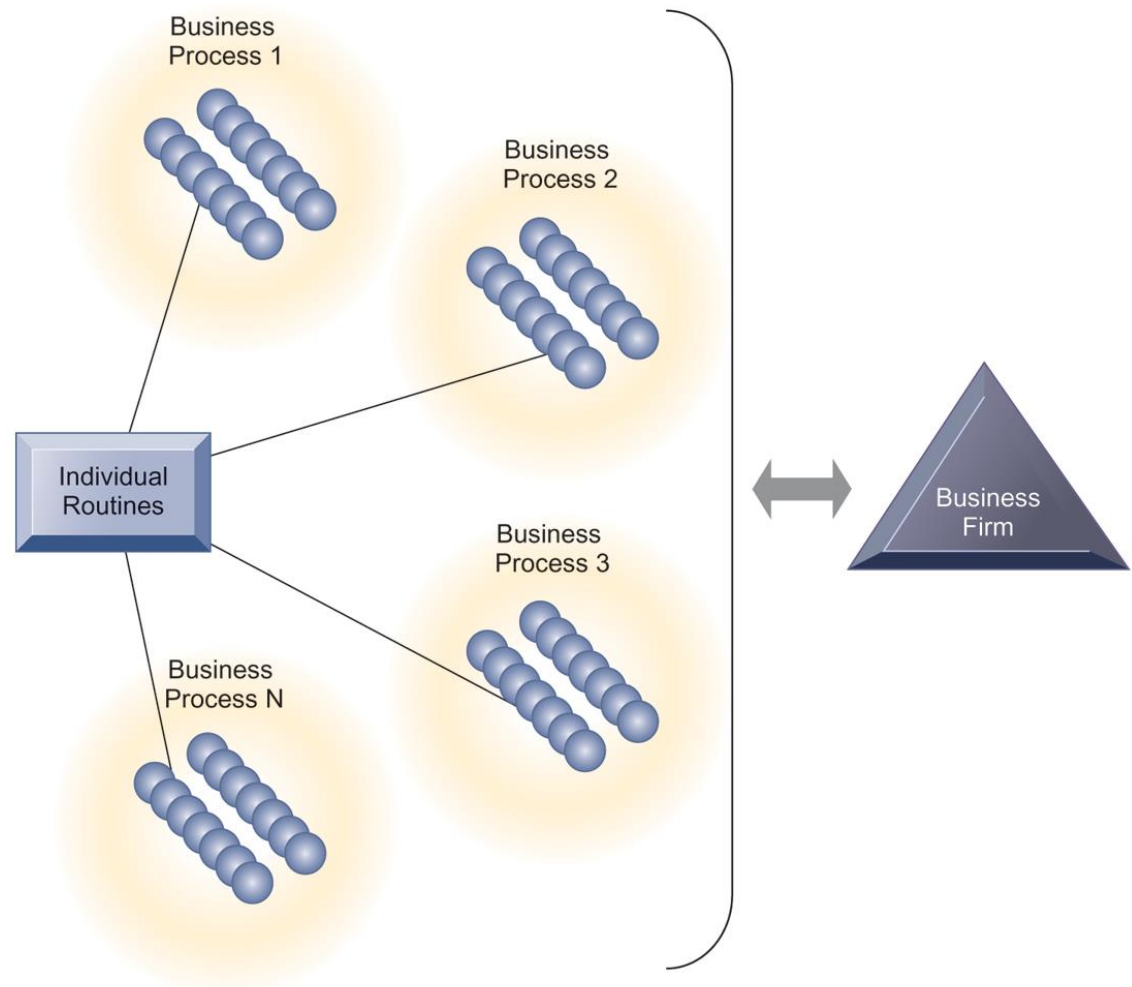 Business
Process 1
Business
Process 2
Individual
Routines
Business
Firm
Business
Process 3
Business
Process N